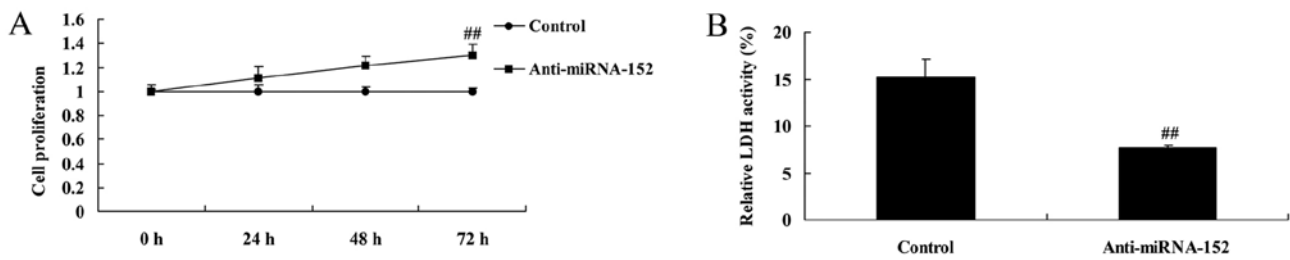 A
Cell proliferation
1.6
1.4
1.2
1
0.8
0.6
0.4
0.2
0
0 h
24 h
48 h
72 h
##
Control
Anti-miRNA-152
B
Relative LDH activity (%)
20
15
10
5
0
##
Control
Anti-miRNA-152